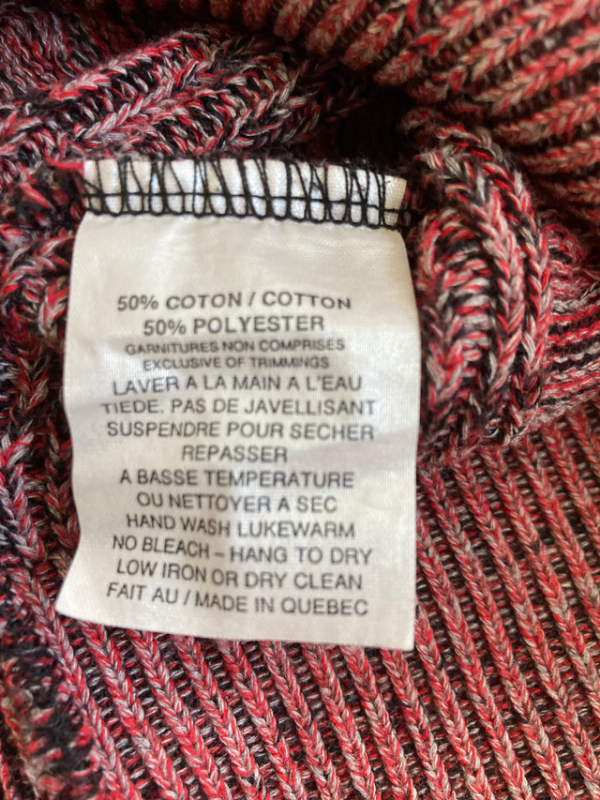 50% COTON / COTTON
50% POLYESTER
GARNITURES NON COMPRISES
EXCLUSIVE OF TRIMMINGS
LAVER A LA MAIN A L'EAU
TIEDE. PAS DE JAVELLISANT
SUSPENDRE POUR SECHER
REPASSER
A BASSE TEMPERATURE
OU NETTOYER A SEC
HAND WASH LUKEWARM
NO BLEACH – HANG TO DRY
LOW IRON OR DRY CLEAN
FAIT AU / MADE IN QUEBEC